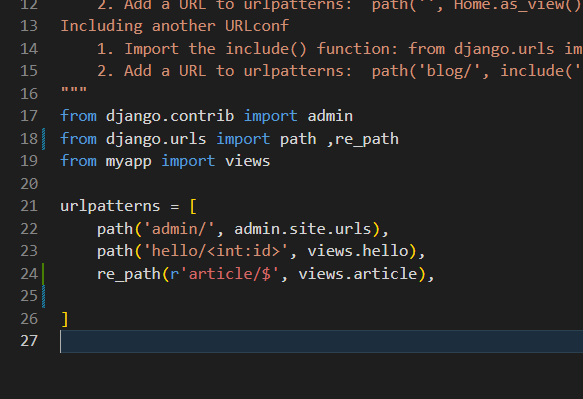 12 2. Add a URL to urlpatterns: path('', Home.as_view()
13 Including another URLconf
14 1. Import the include() function: from django.urls im
15 2. Add a URL to urlpatterns: path('blog/', include('
16 """
17 from django.contrib import admin
18 from django.urls import path ,re_path
19 from myapp import views
20
21 urlpatterns = [
22 path('admin/', admin.site.urls),
23 path('hello/<int:id>', views.hello),
24 re_path(r'article/$', views.article),
25
26 ]
27